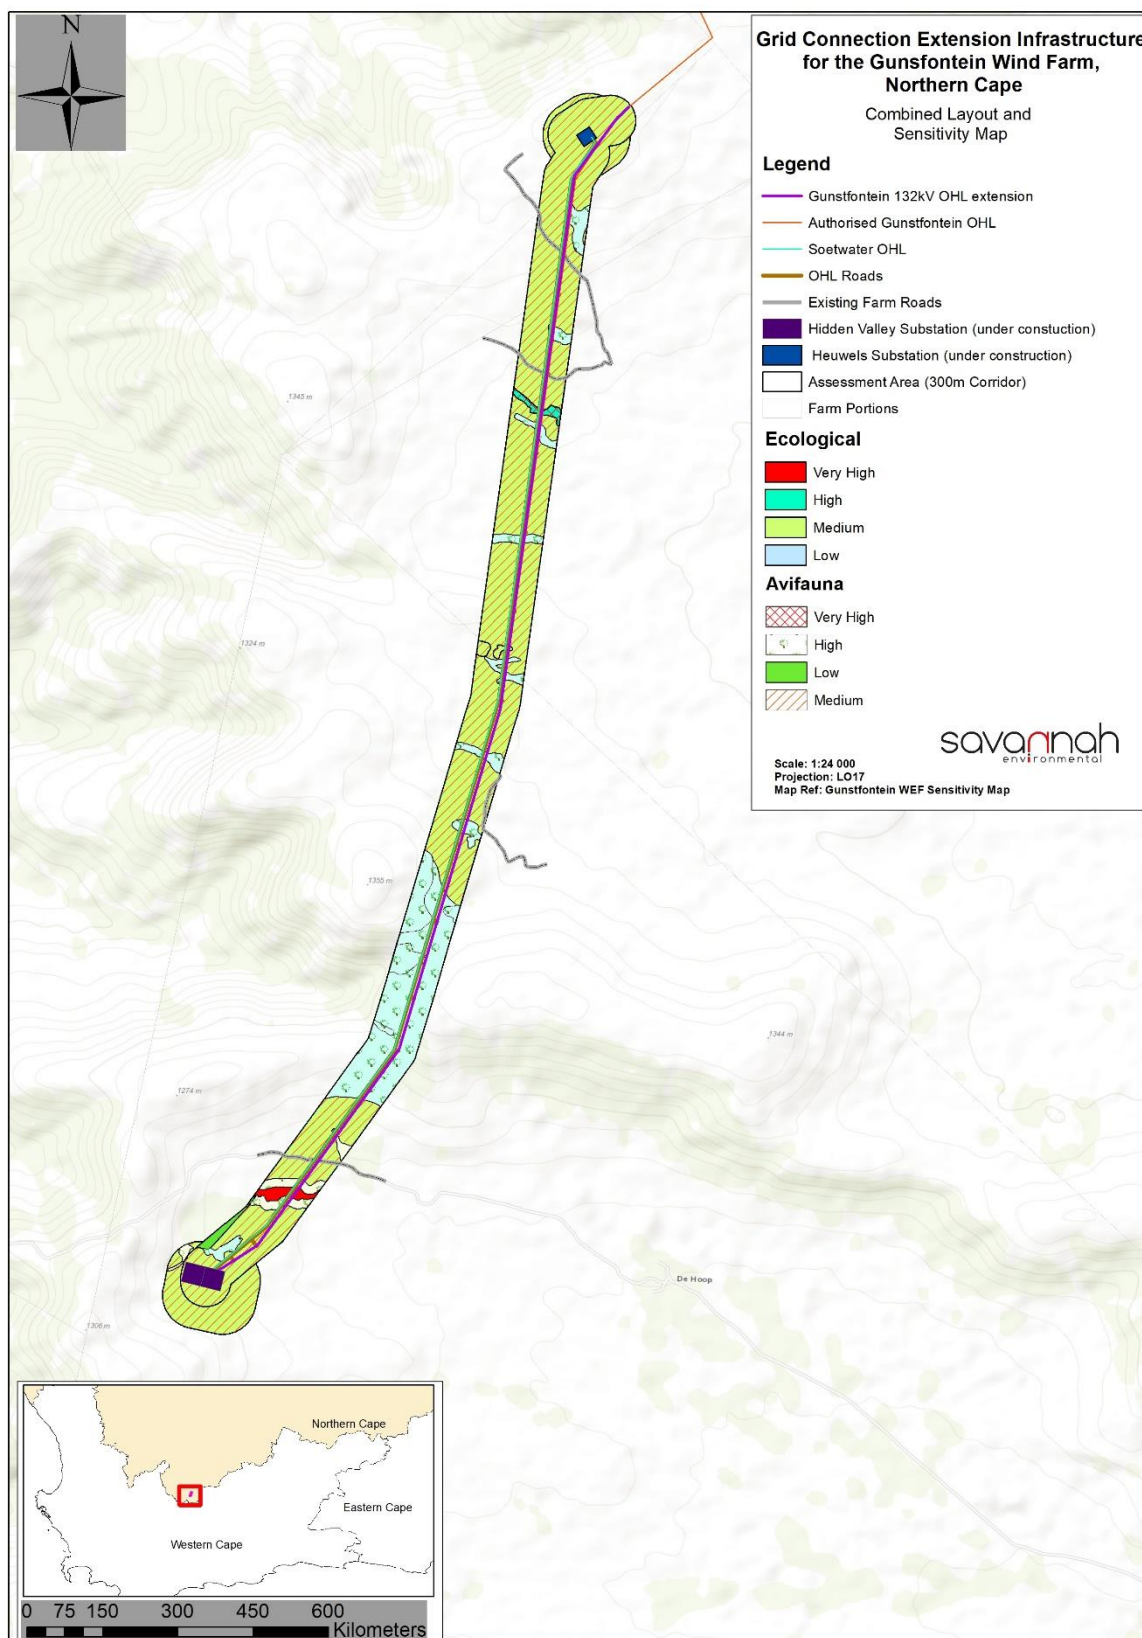 N
Grid Connection Extension Infrastructure
for the Gunsfontein Wind Farm,
Northern Cape
Combined Layout and
Sensitivity Map
Legend
Gunstfontein 132kV OHL extension
Authorised Gunstfontein OHL
Soetwater OHL
OHL Roads
Existing Farm Roads
Hidden Valley Substation (under constuction)
Heuwels Substation (under construction)
Assessment Area (300m Corridor)
Farm Portions
Ecological
Very High
High
Medium
Low
Avifauna
Very High
High
Low
Medium
savannah
environmental
Scale: 1:24 000
Projection: LO17
Map Ref: Gunstfontein WEF Sensitivity Map
1345 m
1324 m
1355 m
1344 m
1274 m
De Hoop
1306 m
Northern Cape
Eastern Cape
Western Cape
0 75 150 300 450 600
Kilometers